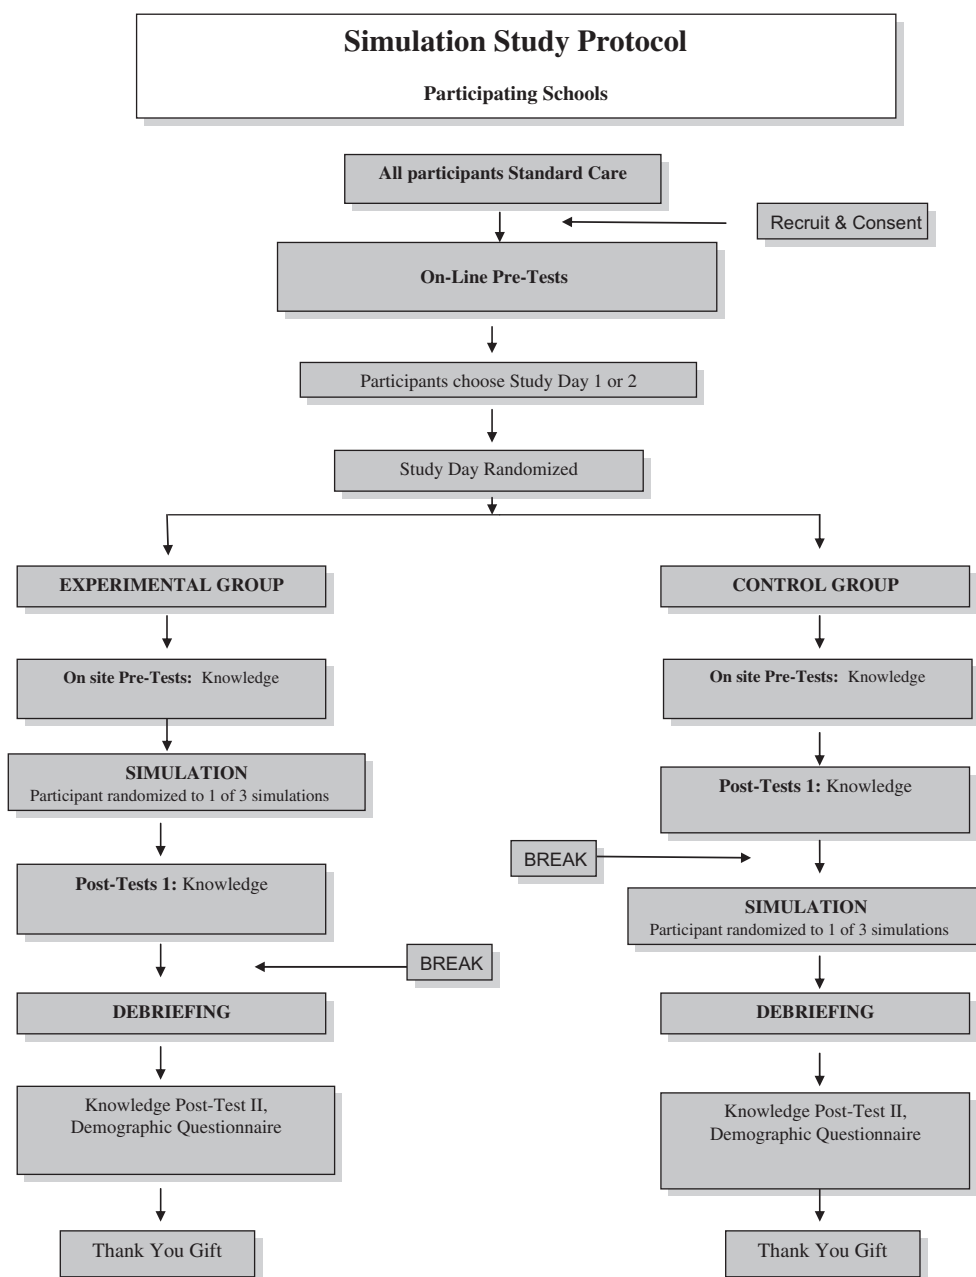 Simulation Study Protocol
Participating Schools
All participants Standard Care
Recruit & Consent
On-Line Pre-Tests
Participants choose Study Day 1 or 2
Study Day Randomized
EXPERIMENTAL GROUP
On site Pre-Tests: Knowledge
SIMULATION
Participant randomized to 1 of 3 simulations
Post-Tests 1: Knowledge
BREAK
DEBRIEFING
Knowledge Post-Test II,
Demographic Questionnaire
Thank You Gift
CONTROL GROUP
On site Pre-Tests: Knowledge
Post-Tests 1: Knowledge
BREAK
SIMULATION
Participant randomized to 1 of 3 simulations
DEBRIEFING
Knowledge Post-Test II,
Demographic Questionnaire
Thank You Gift